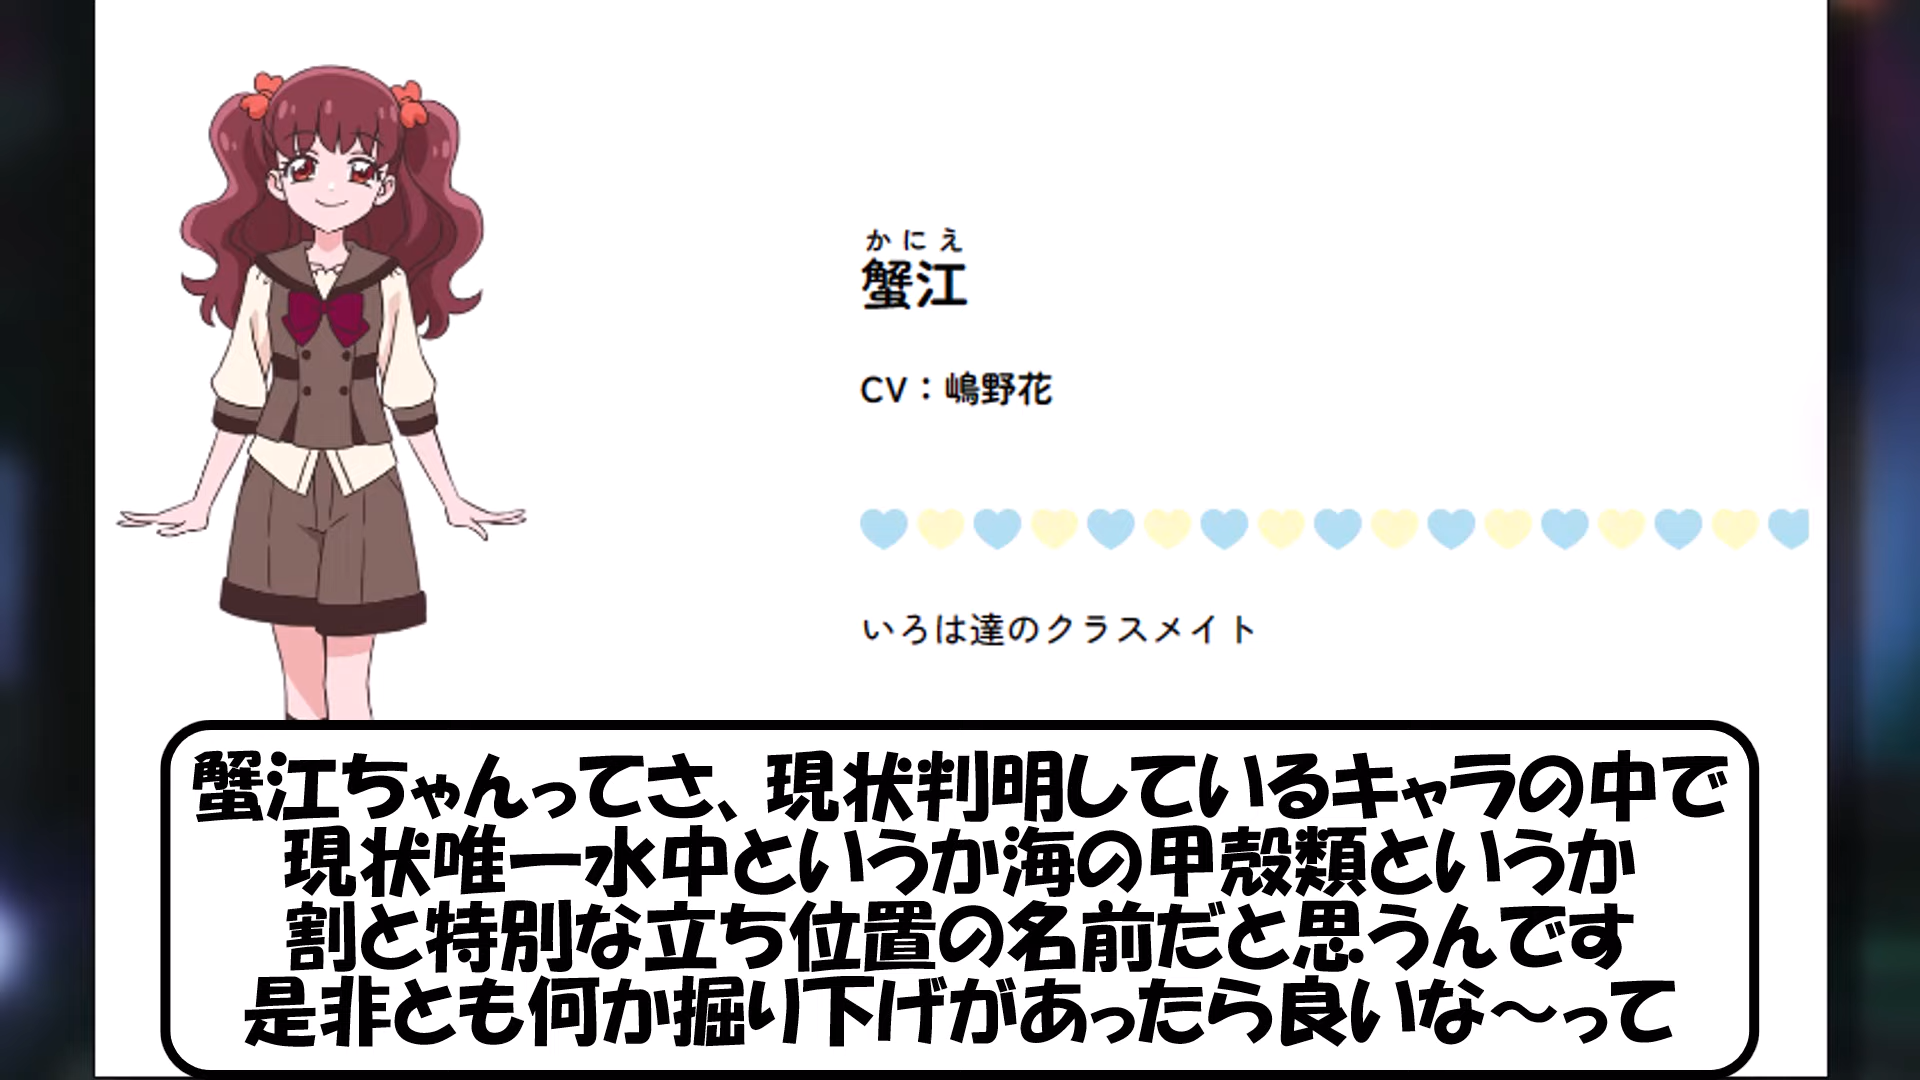 かにえ
蟹江
CV：嶋野花
いろは達のクラスメイト
蟹江ちゃんってさ、現状判明しているキャラの中で
現状唯一水中というか海の甲殻類というか
割と特別な立ち位置の名前だと思うんです
是非とも何か掘り下げがあったら良いな〜って